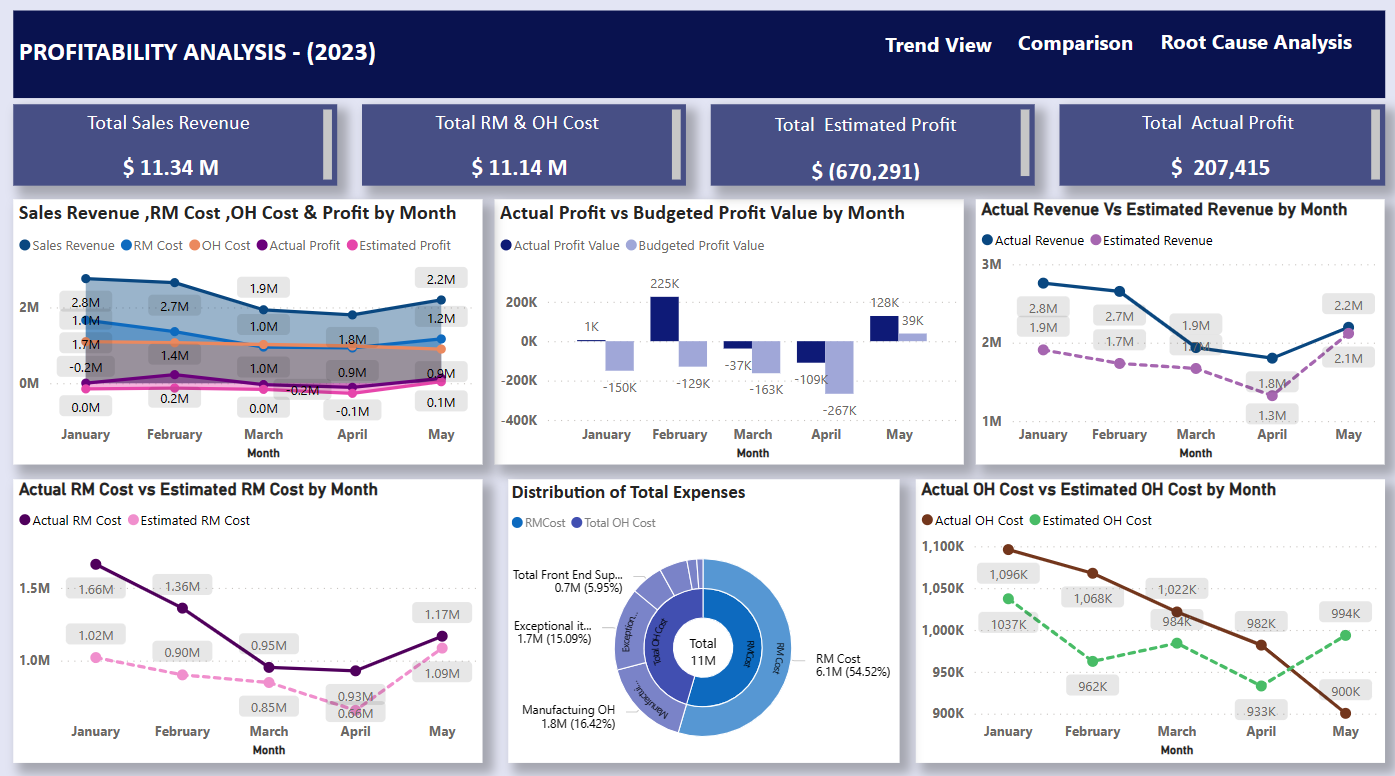 PROFITABILITY ANALYSIS - (2023)
Trend View
Comparison
Root Cause Analysis
Total Sales Revenue
$ 11.34 M
Total RM & OH Cost
$ 11.14 M
Total Estimated Profit
$ (670,291)
Total Actual Profit
$ 207,415
Sales Revenue ,RM Cost ,OH Cost & Profit by Month
Sales Revenue RM Cost OH Cost Actual Profit Estimated Profit
2M
0M
2.8M
2.7M
1.9M
1.8M
2.2M
1.7M
1.4M
1.0M
0.9M
1.2M
1.0M
0.9M
-0.2M
-0.2M
0.0M
0.2M
0.0M
-0.1M
0.1M
January February March April May
Month
Actual Profit vs Budgeted Profit Value by Month
Actual Profit Value Budgeted Profit Value
200K
0K
-200K
-400K
1K
225K
-37K
-109K
128K
-150K
-129K
-163K
-267K
39K
January February March April May
Month
Actual Revenue Vs Estimated Revenue by Month
Actual Revenue Estimated Revenue
3M
2M
1M
2.8M
2.7M
1.9M
1.8M
2.2M
1.9M
1.7M
1.3M
2.1M
January February March April May
Month
Actual RM Cost vs Estimated RM Cost by Month
Actual RM Cost Estimated RM Cost
1.5M
1.0M
1.66M
1.36M
0.95M
0.93M
1.17M
1.02M
0.90M
0.85M
0.66M
1.09M
January February March April May
Month
Distribution of Total Expenses
RMCost Total OH Cost
Total Front End Sup...
0.7M (5.95%)
Exceptional it...
1.7M (15.09%)
Manufactuing OH
1.8M (16.42%)
RM Cost
6.1M (54.52%)
Total
11M
RMCost
RM Cost
Total OH Cost
Exception...
Manufactui...
Actual OH Cost vs Estimated OH Cost by Month
Actual OH Cost Estimated OH Cost
1,100K
1,050K
1,000K
950K
900K
1,096K
1,068K
1,022K
982K
900K
1037K
962K
984K
933K
994K
January February March April May
Month